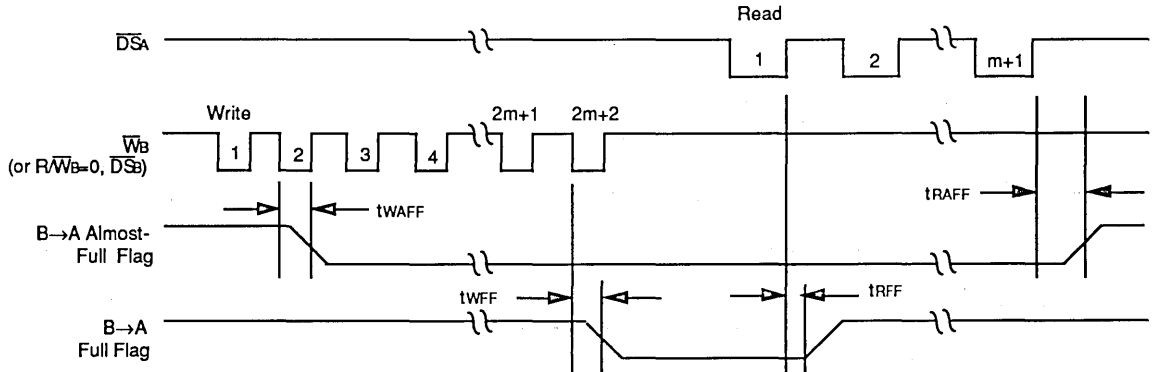 Read
DSA
1
2
m+1
Write
2m+1
2m+2
WB
(or R/WB=0, DSB)
1
2
3
4
tWAFF
tRAFF
B→A Almost-
Full Flag
tWFF
tRFF
B→A
Full Flag